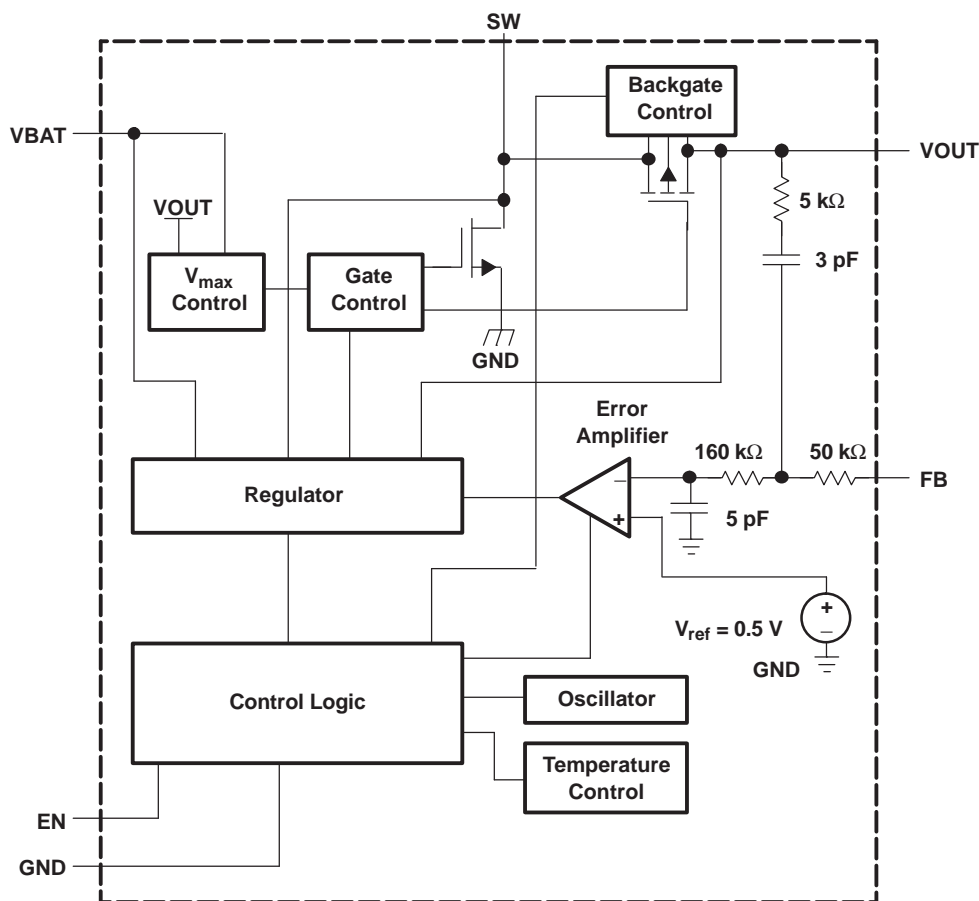 SW
Backgate
Control
VBAT
VOUT
VOUT
5 kΩ
3 pF
Vmax
Control
Gate
Control
GND
Error
Amplifier
160 kΩ
50 kΩ
Regulator
−
+
FB
5 pF
Vref = 0.5 V
+
−
GND
Control Logic
Oscillator
Temperature
Control
EN
GND